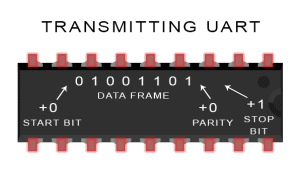 TRANSMITTING UART
0 1 0 0 1 1 0 1
DATA FRAME
+0
START BIT
+0
PARITY
+1
STOP
BIT